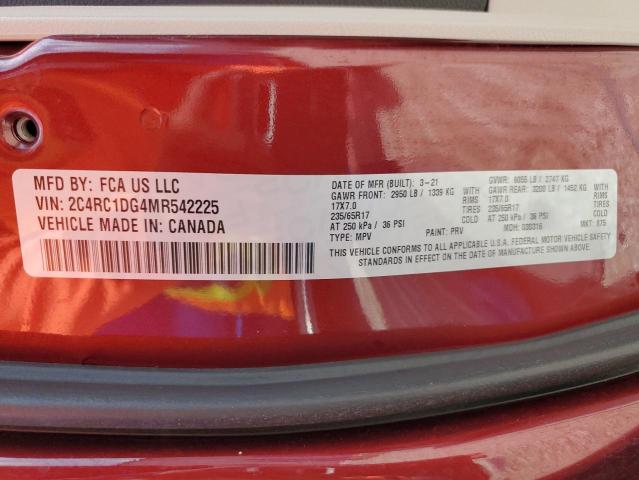 MFD BY: FCA US LLC
VIN: 2C4RC1DG4MR542225
VEHICLE MADE IN: CANADA
DATE OF MFR (BUILT): 3-21
GAWR FRONT: 2950 LB / 1339 KG
17X7.0 RIMS
235/65R17 TIRES
AT 250 kPa / 36 PSI
TYPE: MPV PAINT: PRV
GVWR: 6055 LB / 2747 KG
GAWR REAR: 3200 LB / 1452 KG
17X7.0 RIMS
235/65R17 TIRES
AT 250 kPa / 36 PSI
MDH: 030316 MKT: 875
THIS VEHICLE CONFORMS TO ALL APPLICABLE U.S.A. FEDERAL MOTOR VEHICLE SAFETY
STANDARDS IN EFFECT ON THE DATE OF MANUFACTURE SHOWN ABOVE.